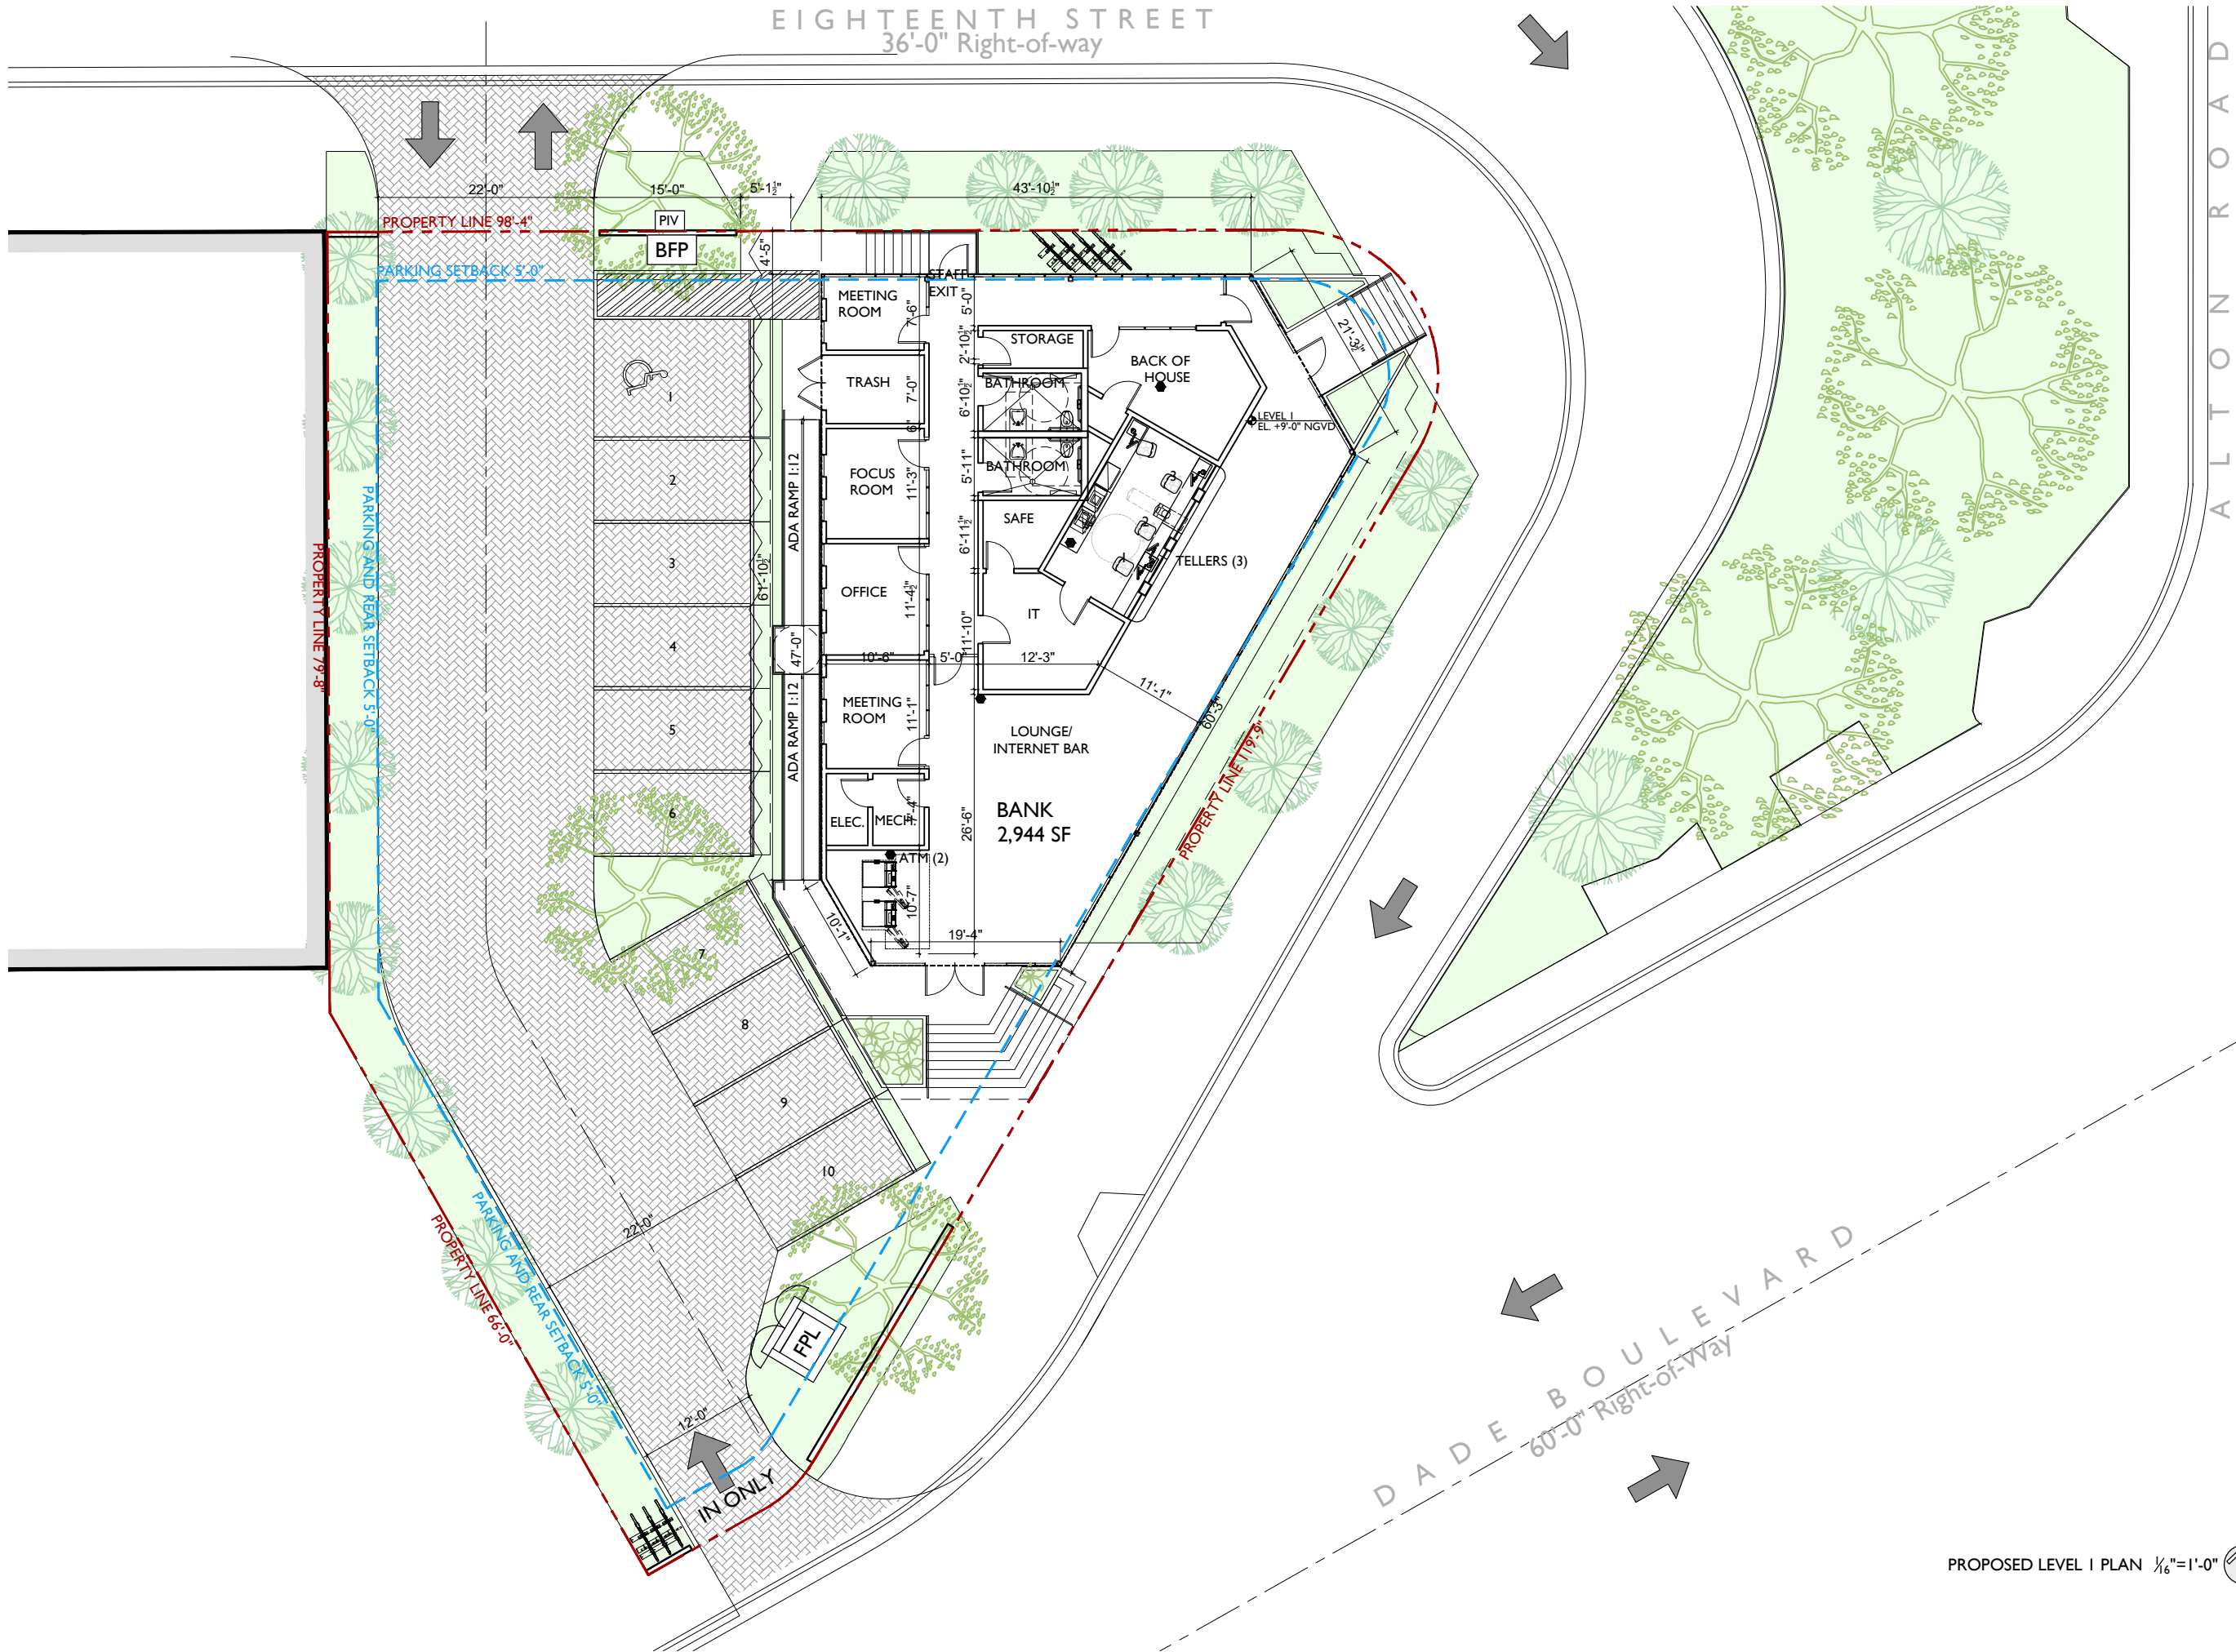 EIGHTEENTH STREET
36'-0" Right-of-way
ALTON ROAD
22'-0"
15'-0"
5'-1½"
43'-10½"
PROPERTY LINE 98'-4"
PIV
BFP
4'-5"
PARKING SETBACK 5'-0"
STAFF
EXIT
MEETING
ROOM
7'-6"
5'-0"
21'-3½"
STORAGE
2'-10½"
BACK OF
HOUSE
TRASH
7'-0"
BATHROOM
6'-10½"
1
6"
LEVEL 1
EL. +9'-0" NGVD
2
ADA RAMP 1:12
FOCUS
ROOM
11'-3"
5'-11"
BATHROOM
3
2
1
SAFE
6'-11½"
TELLERS (3)
PROPERTY LINE 79'-8"
PARKING AND REAR SETBACK 5'-0"
3
61'-10½"
OFFICE
11'-4½"
IT
11'-10"
4
47'-0"
10'-6"
5'-0"
12'-3"
11'-1"
5
ADA RAMP 1:12
MEETING
ROOM
11'-1"
60'-3"
LOUNGE/
INTERNET BAR
PROPERTY LINE 119'-9"
6
ELEC.
MECH.
BANK
2,944 SF
26'-6"
ATM (2)
10'-7"
10'-1"
19'-4"
7
8
9
10
22'-0"
PARKING AND REAR SETBACK 5'-0"
PROPERTY LINE 66'-0"
FPL
12'-0"
IN ONLY
DADE BOULEVARD
60'-0" Right-of-Way
PROPOSED LEVEL 1 PLAN 1/16"=1'-0"